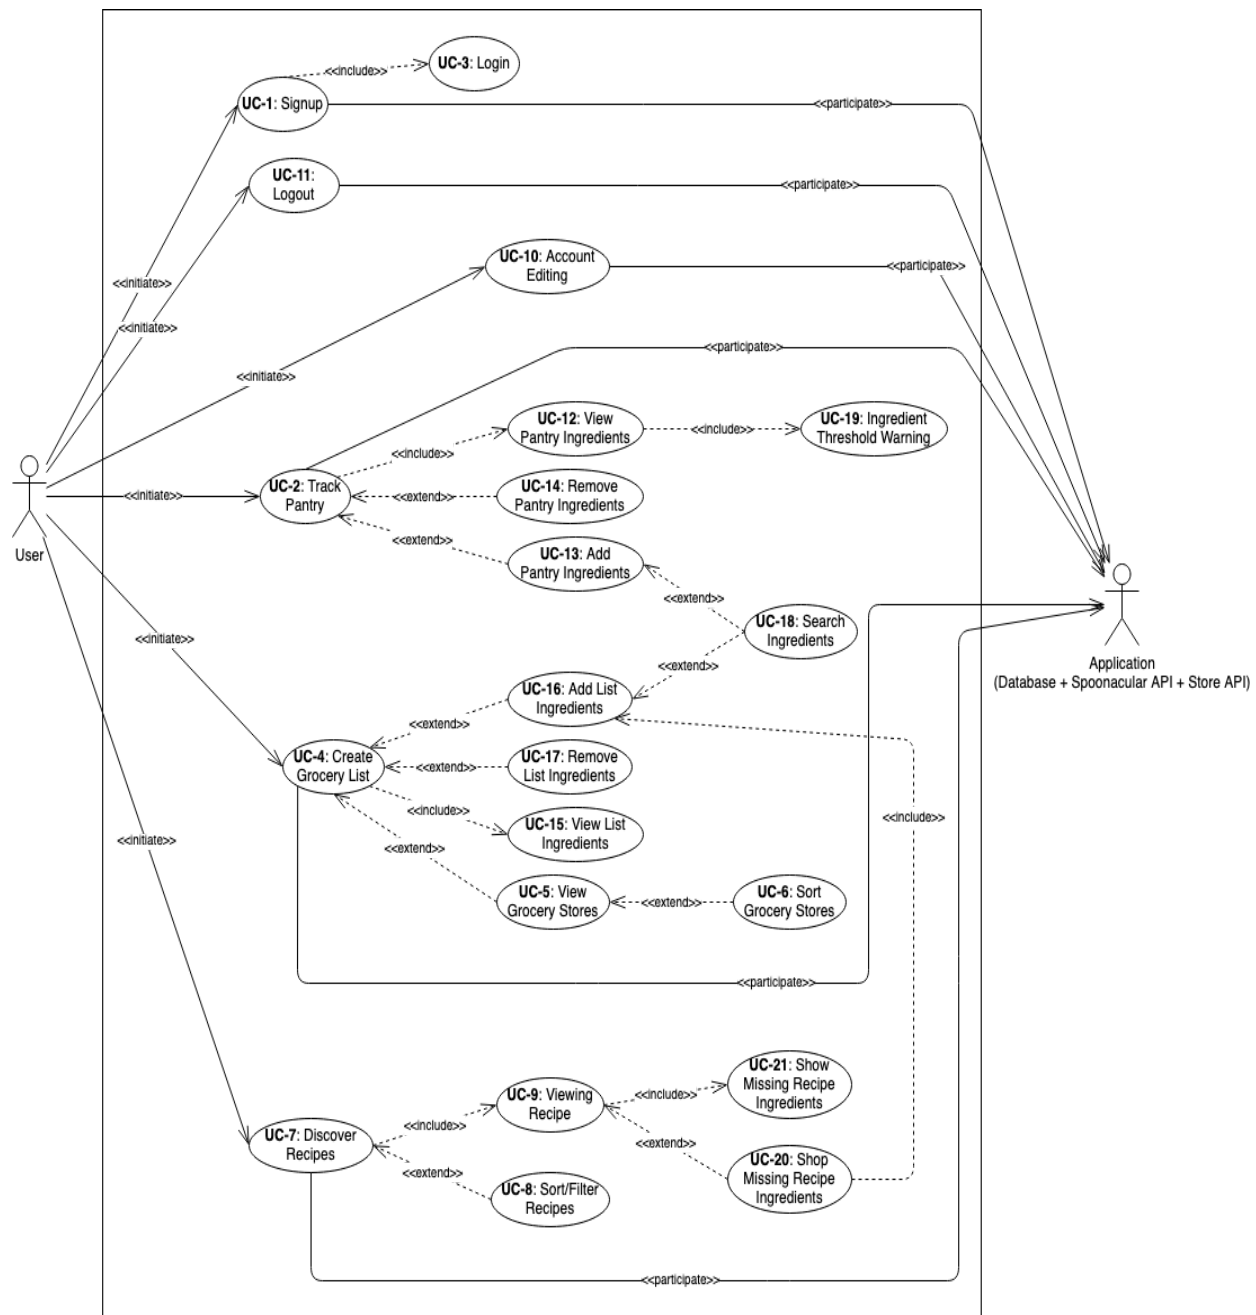 UC-3: Login
<<include>>
UC-1: Signup
<<participate>>
UC-11:
Logout
<<participate>>
UC-10: Account
Editing
<<participate>>
<<initiate>>
<<initiate>>
<<participate>>
<<initiate>>
UC-12: View
Pantry Ingredients
<<include>>
UC-19: Ingredient
Threshold Warning
<<include>>
UC-2: Track
Pantry
<<initiate>>
<<extend>>
UC-14: Remove
Pantry Ingredients
<<extend>>
UC-13: Add
Pantry Ingredients
User
<<extend>>
UC-18: Search
Ingredients
<<initiate>>
<<extend>>
Application
(Database + Spoonacular API + Store API)
UC-16: Add List
Ingredients
<<extend>>
UC-4: Create
Grocery List
<<extend>>
UC-17: Remove
List Ingredients
<<include>>
<<include>>
UC-15: View List
Ingredients
<<initiate>>
<<extend>>
UC-5: View
Grocery Stores
<<extend>>
UC-6: Sort
Grocery Stores
<<participate>>
UC-21: Show
Missing Recipe
Ingredients
UC-9: Viewing
Recipe
<<include>>
<<include>>
UC-7: Discover
Recipes
<<extend>>
<<extend>>
UC-20: Shop
Missing Recipe
Ingredients
UC-8: Sort/Filter
Recipes
<<participate>>